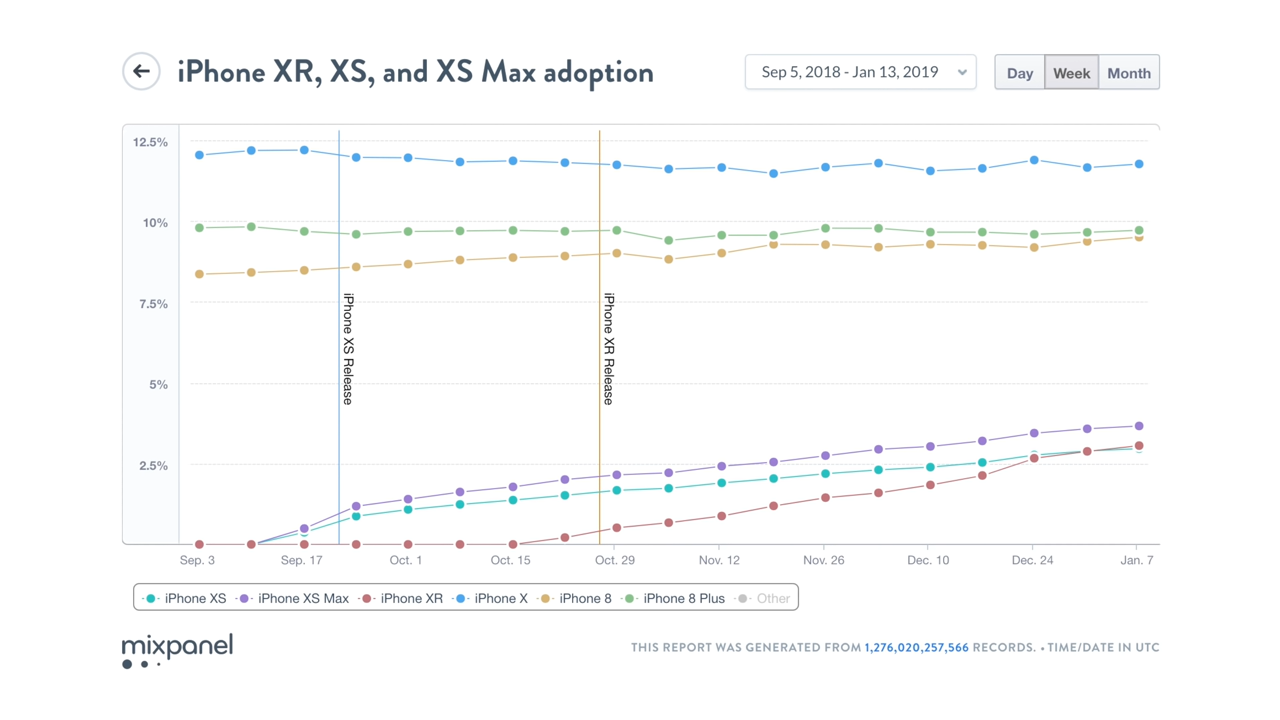 iPhone XR, XS, and XS Max adoption
Sep 5, 2018 - Jan 13, 2019
Day Week Month
12.5%
10%
7.5%
5%
2.5%
iPhone XS Release
iPhone XR Release
Sep. 3 Sep. 17 Oct. 1 Oct. 15 Oct. 29 Nov. 12 Nov. 26 Dec. 10 Dec. 24 Jan. 7
iPhone XS iPhone XS Max iPhone XR iPhone X iPhone 8 iPhone 8 Plus Other
mixpanel
THIS REPORT WAS GENERATED FROM 1,276,020,257,566 RECORDS. • TIME/DATE IN UTC